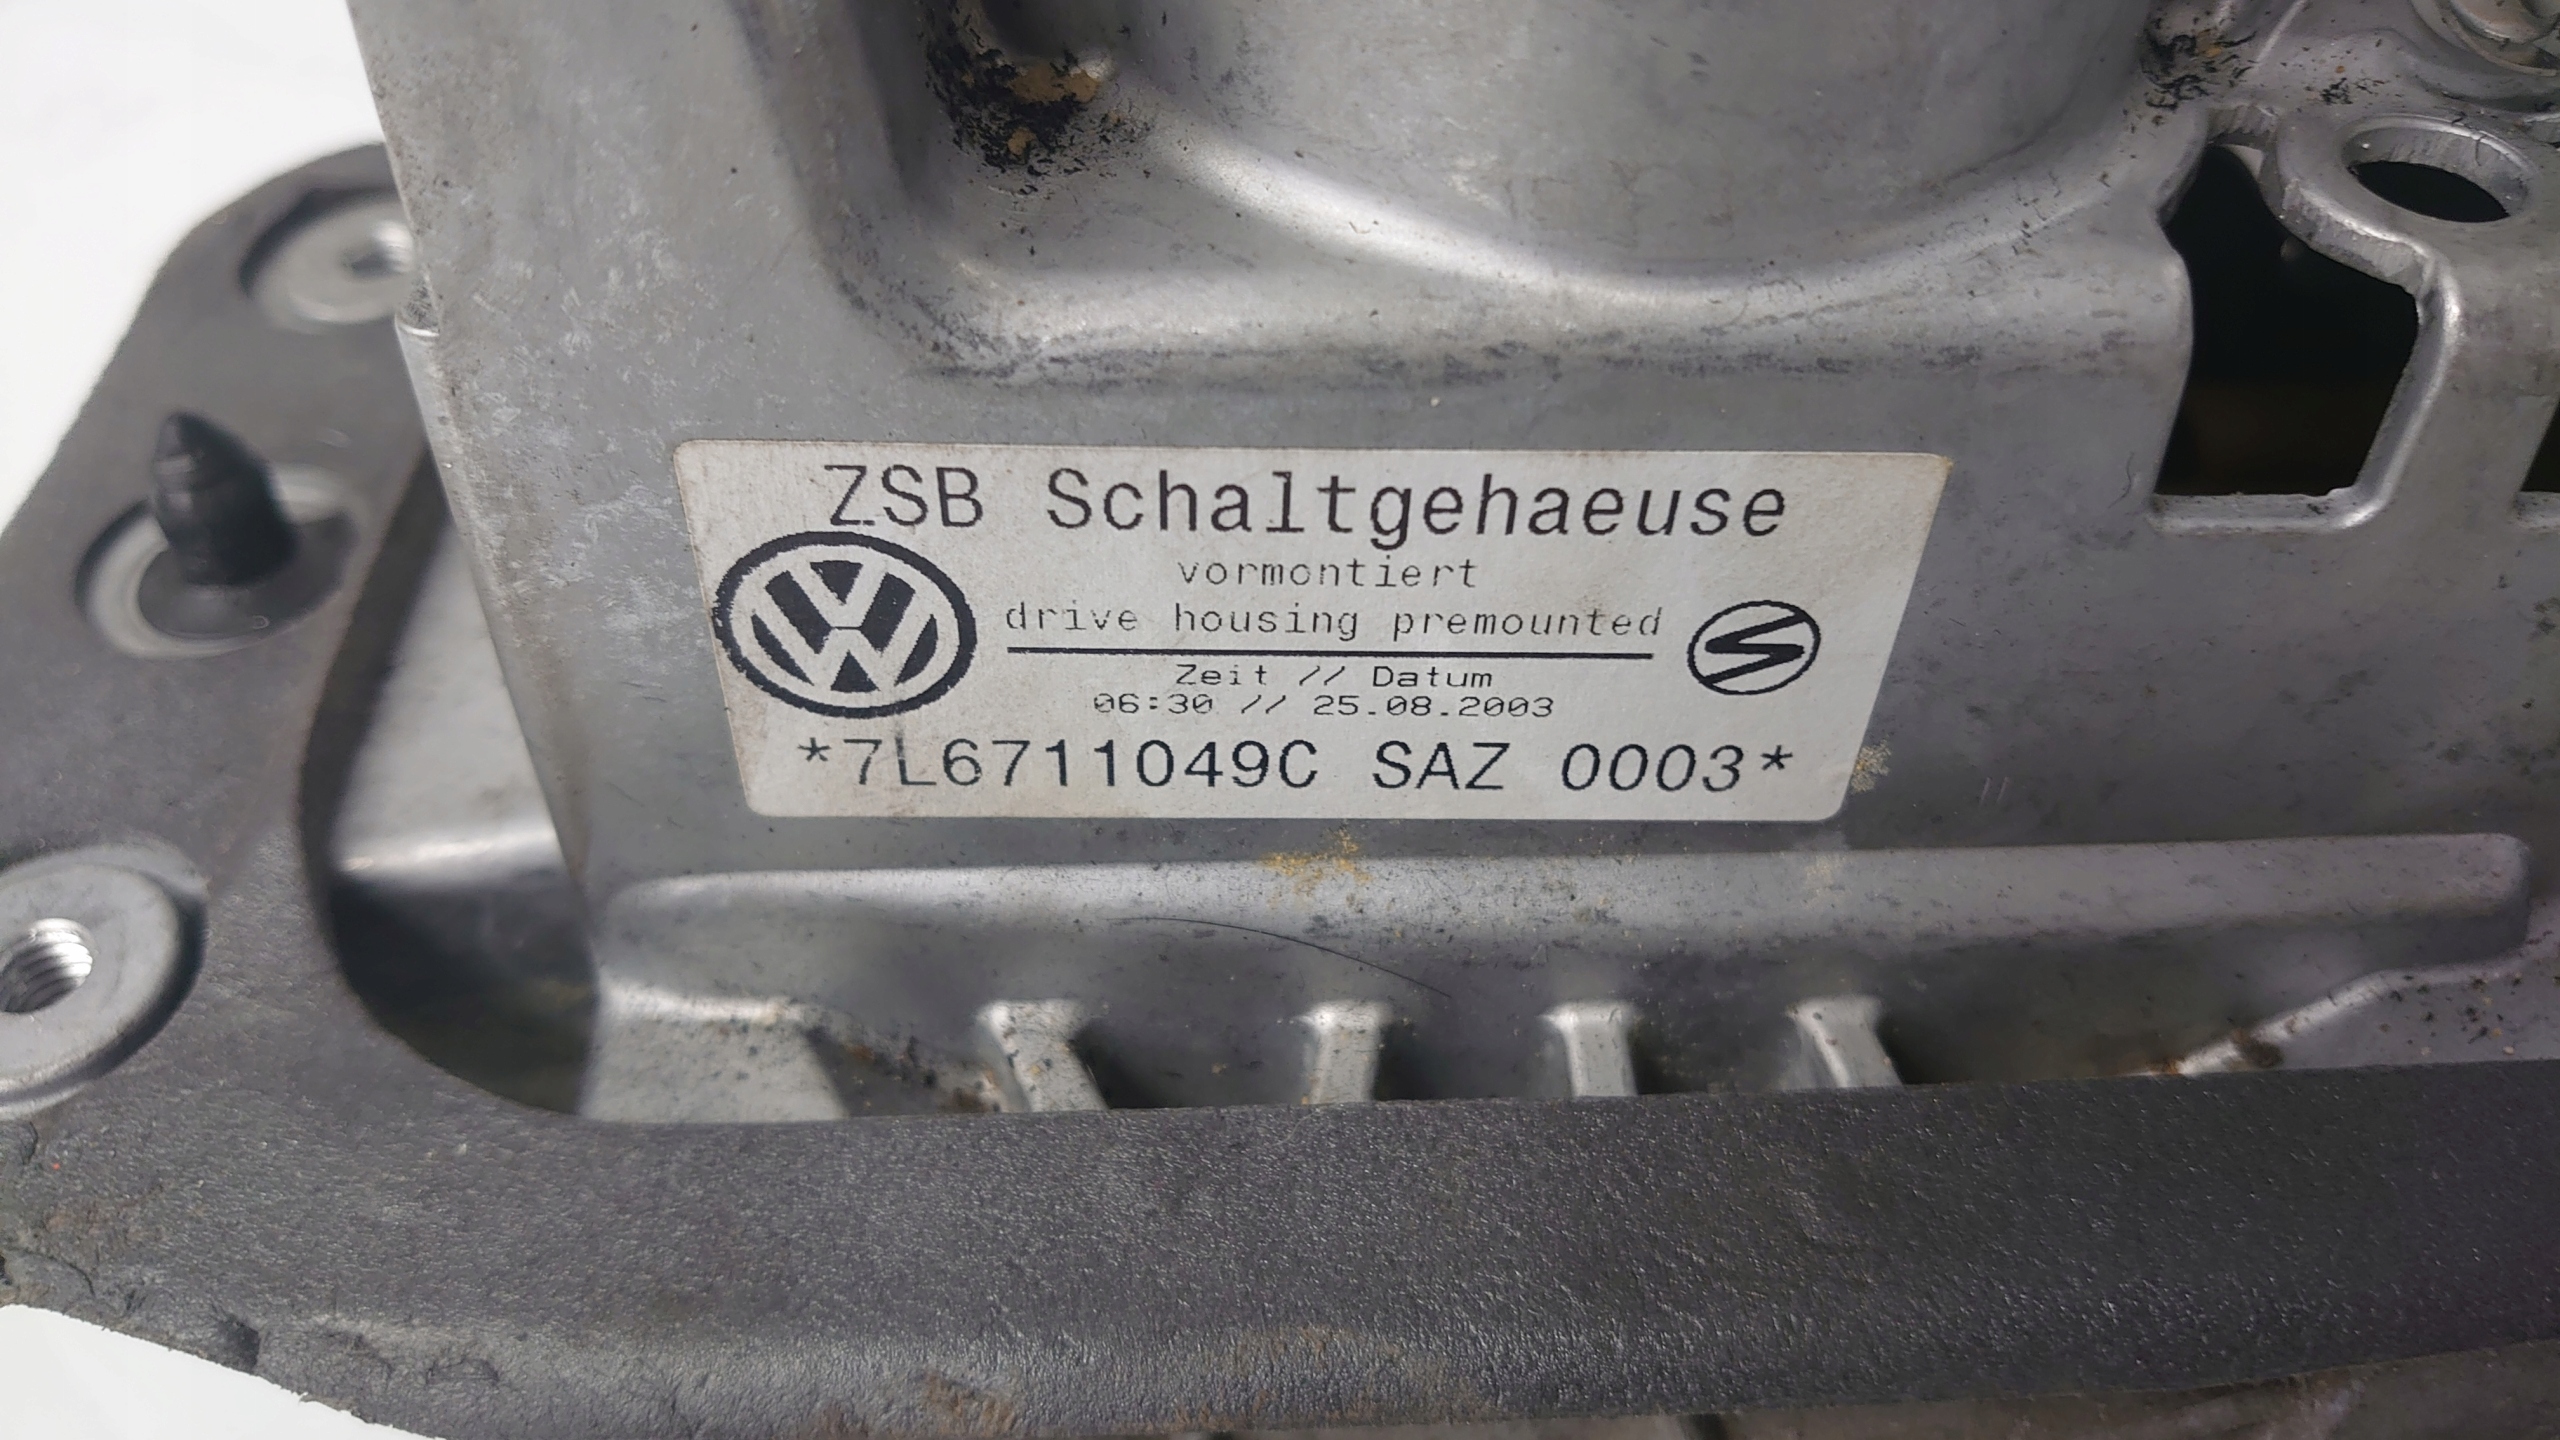 ZSB Schaltgehaeuse
vormontiert
drive housing premounted
Zeit // Datum
06:30 // 25.08.2003
*7L6711049C SAZ 0003*